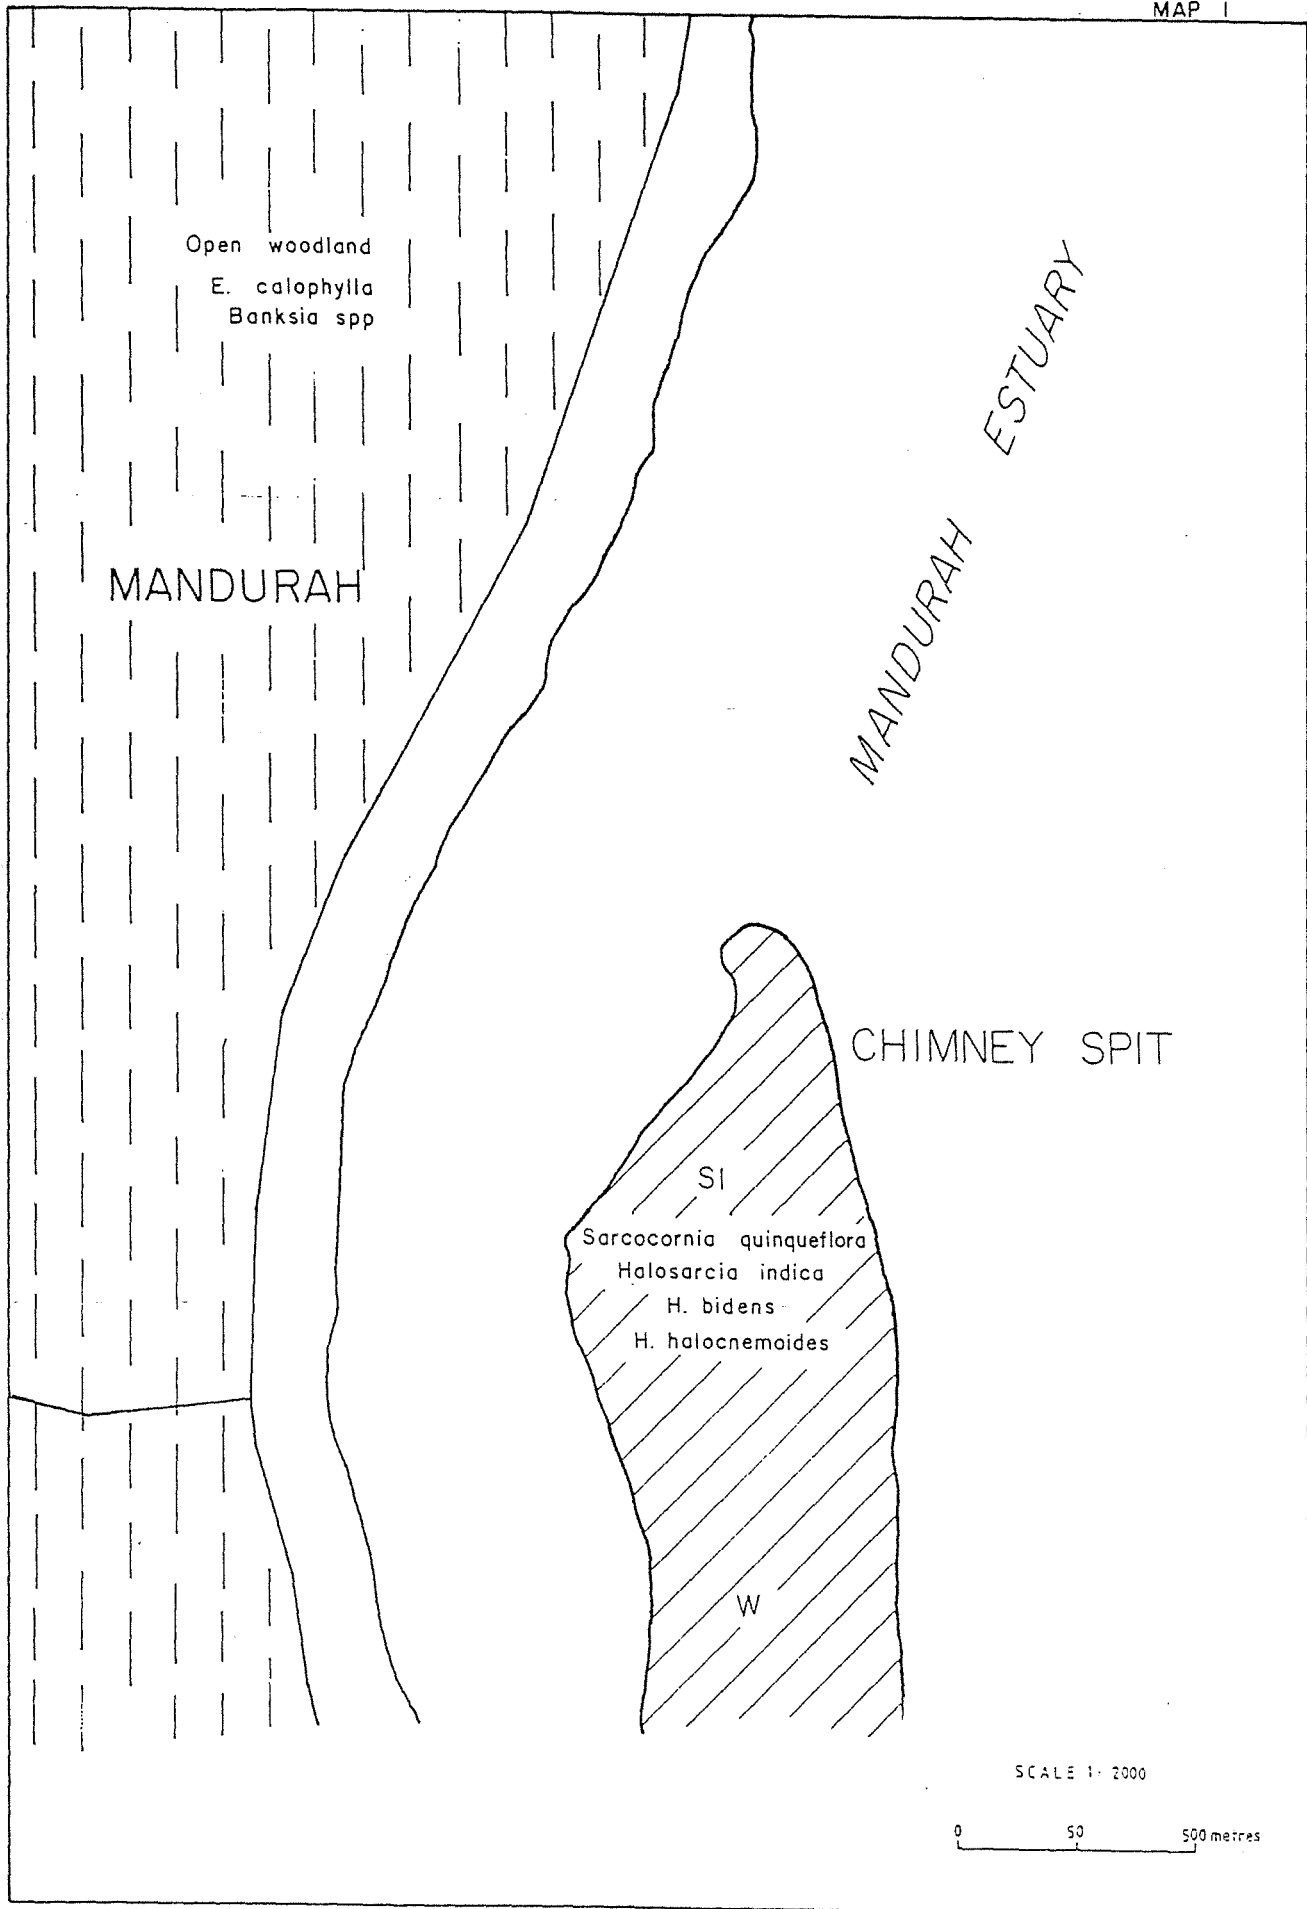 MAP 1
Open woodland
E. calophylla
Banksia spp
MANDURAH
MANDURAH ESTUARY
CHIMNEY SPIT
S1
Sarcocornia quinqueflora
Halosarcia indica
H. bidens
H. halocnemoides
W
SCALE 1: 2000
0 50 500 metres